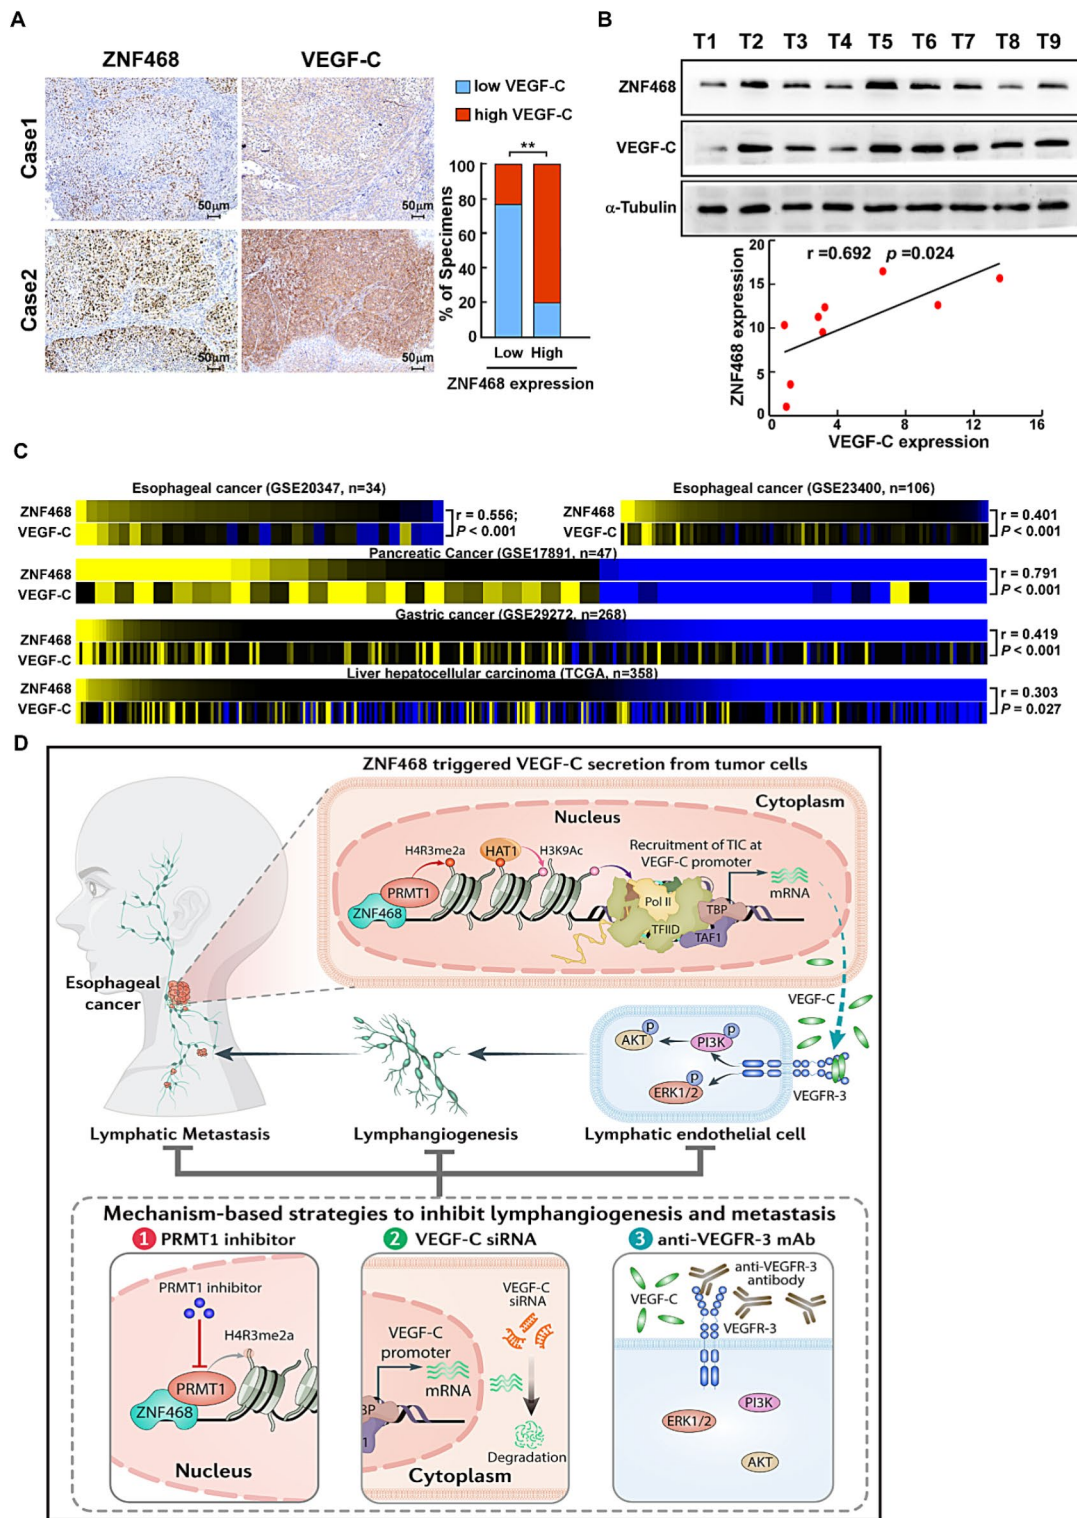 A
ZNF468 VEGF-C
Case1
50μm 50μm
Case2
50μm 50μm
low VEGF-C
high VEGF-C
**
% of Specimens
100
80
60
40
20
0
Low High
ZNF468 expression
B
T1 T2 T3 T4 T5 T6 T7 T8 T9
ZNF468
VEGF-C
α-Tubulin
r =0.692 p =0.024
ZNF468 expression
20
15
10
5
0
0 4 8 12 16
VEGF-C expression
C
Esophageal cancer (GSE20347, n=34)
ZNF468
VEGF-C
r = 0.556;
P < 0.001
Esophageal cancer (GSE23400, n=106)
ZNF468
VEGF-C
r = 0.401
P < 0.001
Pancreatic Cancer (GSE17891, n=47)
ZNF468
VEGF-C
r = 0.791
P < 0.001
Gastric cancer (GSE29272, n=268)
ZNF468
VEGF-C
r = 0.419
P < 0.001
Liver hepatocellular carcinoma (TCGA, n=358)
ZNF468
VEGF-C
r = 0.303
P = 0.027
D
ZNF468 triggered VEGF-C secretion from tumor cells
Cytoplasm
Nucleus
H4R3me2a
HAT1
H3K9Ac
Recruitment of TIC at
VEGF-C promoter
mRNA
PRMT1
ZNF468
Pol II
TFIID
TBP
TAF1
Esophageal
cancer
VEGF-C
p
AKT
p
PI3K
p
ERK1/2
VEGFR-3
Lymphatic Metastasis
Lymphangiogenesis
Lymphatic endothelial cell
Mechanism-based strategies to inhibit lymphangiogenesis and metastasis
1 PRMT1 inhibitor
PRMT1 inhibitor
H4R3me2a
PRMT1
ZNF468
Nucleus
2 VEGF-C siRNA
VEGF-C
siRNA
VEGF-C
promoter
mRNA
BP
1
Degradation
Cytoplasm
3 anti-VEGFR-3 mAb
anti-VEGFR-3
antibody
VEGF-C
VEGFR-3
PI3K
ERK1/2
AKT